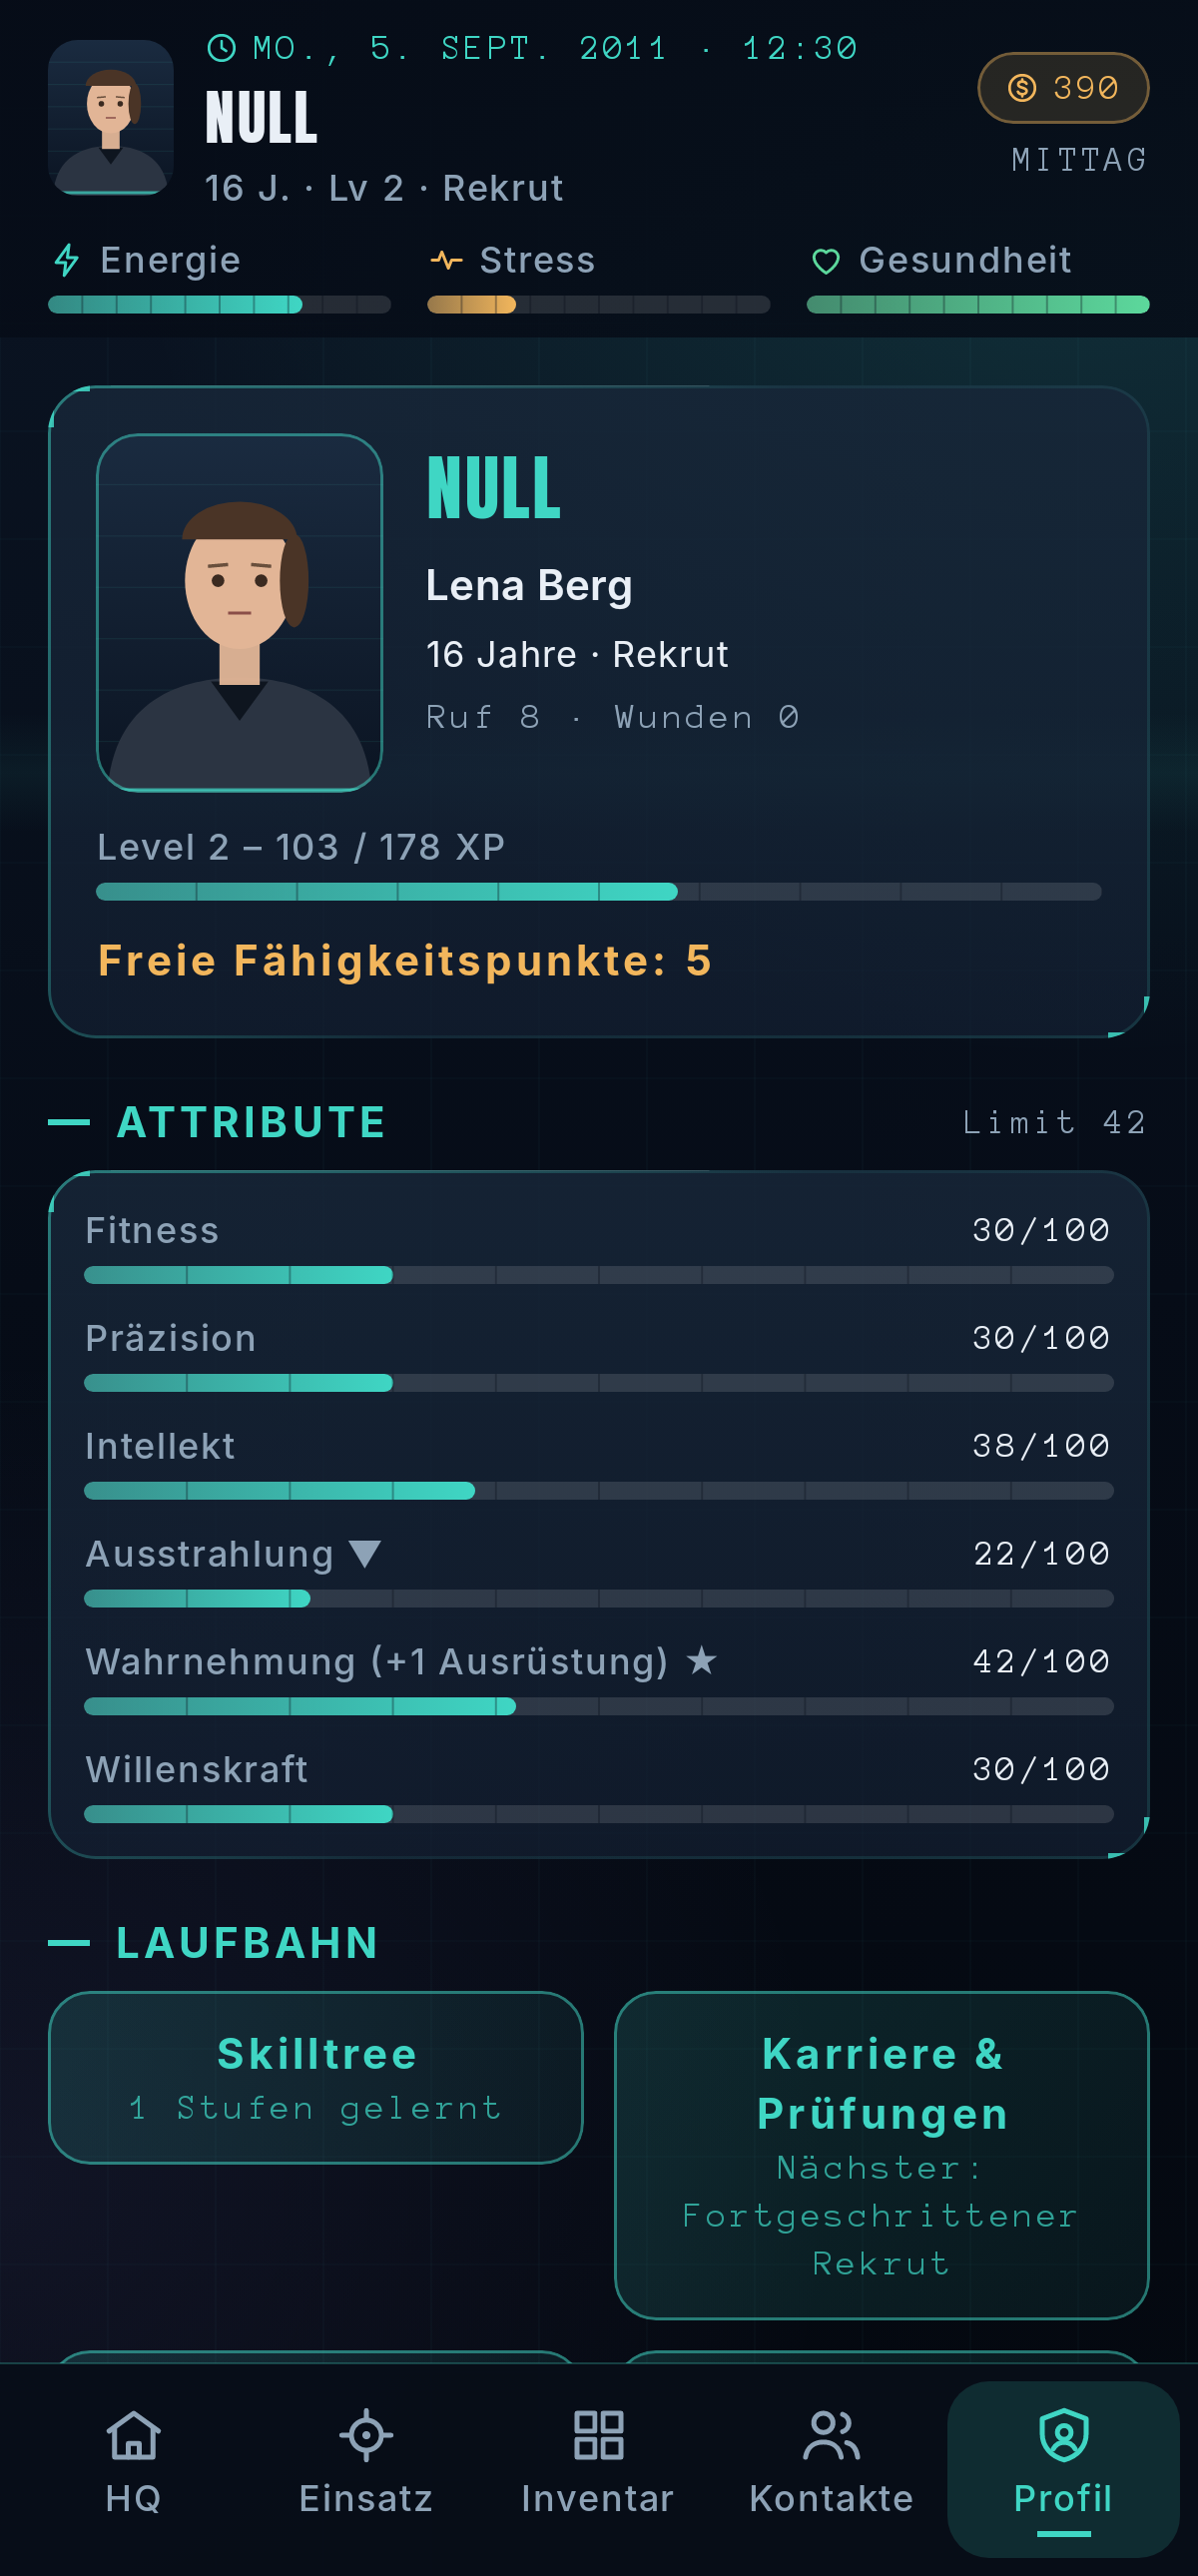 MO., 5. SEPT. 2011 · 12:30
NULL
16 J. · Lv 2 · Rekrut
390
MITTAG
Energie
Stress
Gesundheit
NULL
Lena Berg
16 Jahre · Rekrut
Ruf 8 · Wunden 0
Level 2 – 103 / 178 XP
Freie Fähigkeitspunkte: 5
ATTRIBUTE
Limit 42
Fitness 30/100
Präzision 30/100
Intellekt 38/100
Ausstrahlung ▼ 22/100
Wahrnehmung (+1 Ausrüstung) ★ 42/100
Willenskraft 30/100
LAUFBAHN
Skilltree
1 Stufen gelernt
Karriere &
Prüfungen
Nächster:
Fortgeschrittener
Rekrut
HQ
Einsatz
Inventar
Kontakte
Profil